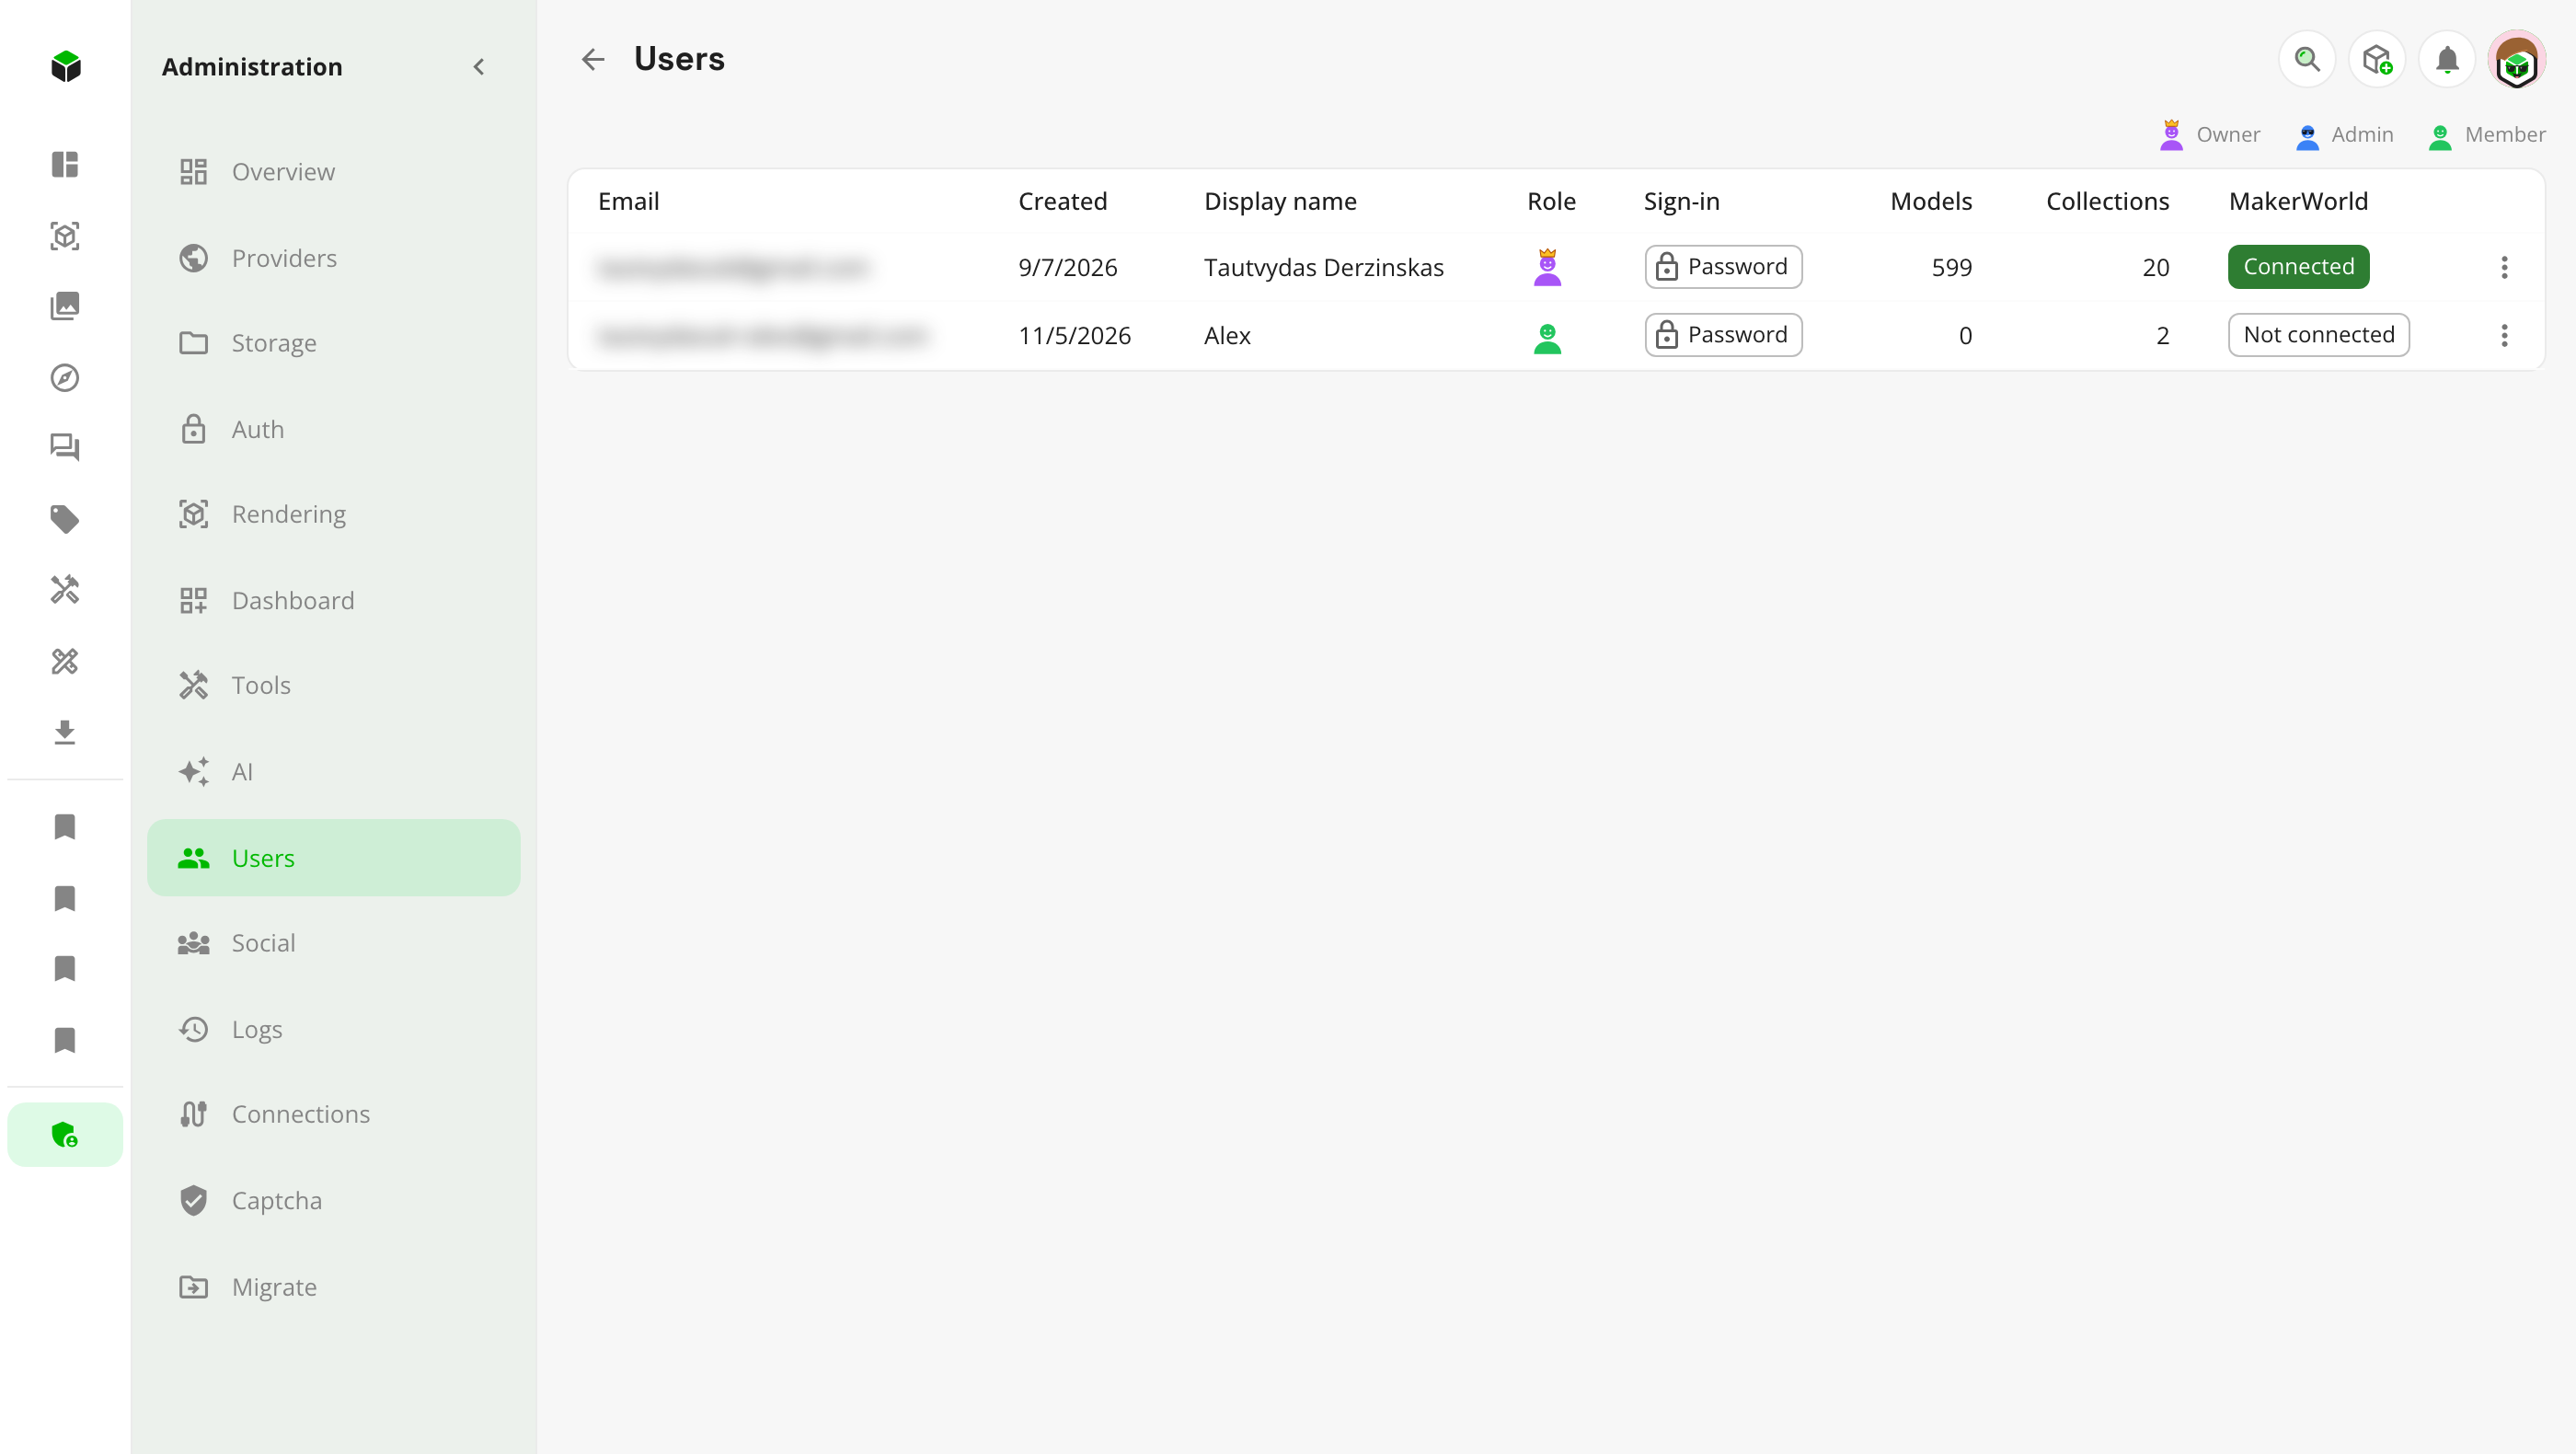 Administration
Overview
Providers
Storage
Auth
Rendering
Dashboard
Tools
AI
Users
Social
Logs
Connections
Captcha
Migrate
Users
Owner Admin Member
Email Created Display name Role Sign-in Models Collections MakerWorld
9/7/2026 Tautvydas Derzinskas Password 599 20 Connected
11/5/2026 Alex Password 0 2 Not connected